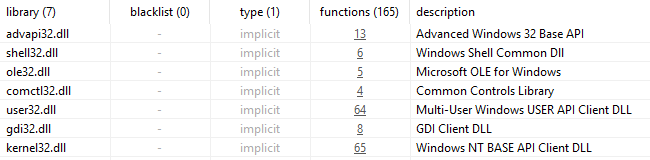 library (7) blacklist (0) type (1) functions (165) description
advapi32.dll - implicit 13 Advanced Windows 32 Base API
shell32.dll - implicit 6 Windows Shell Common Dll
ole32.dll - implicit 5 Microsoft OLE for Windows
comctl32.dll - implicit 4 Common Controls Library
user32.dll - implicit 64 Multi-User Windows USER API Client DLL
gdi32.dll - implicit 8 GDI Client DLL
kernel32.dll - implicit 65 Windows NT BASE API Client DLL